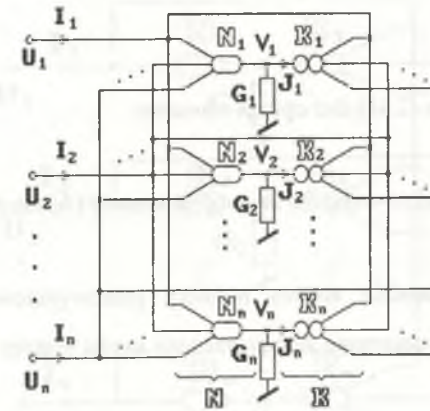 I1 N1 V1 K1
U1 G1 J1
I2 N2 V2 K2
U2 G2 J2
In Nn Vn Kn
Un Gn Jn
N K